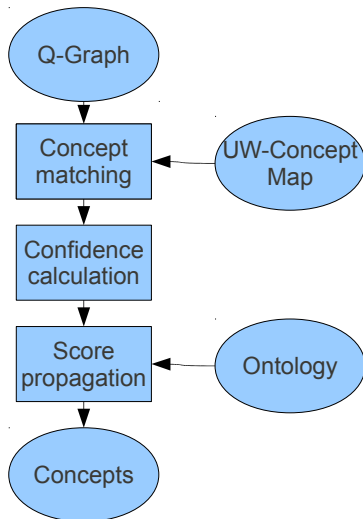 Q-Graph
Concept
matching
UW-Concept
Map
Confidence
calculation
Score
propagation
Ontology
Concepts